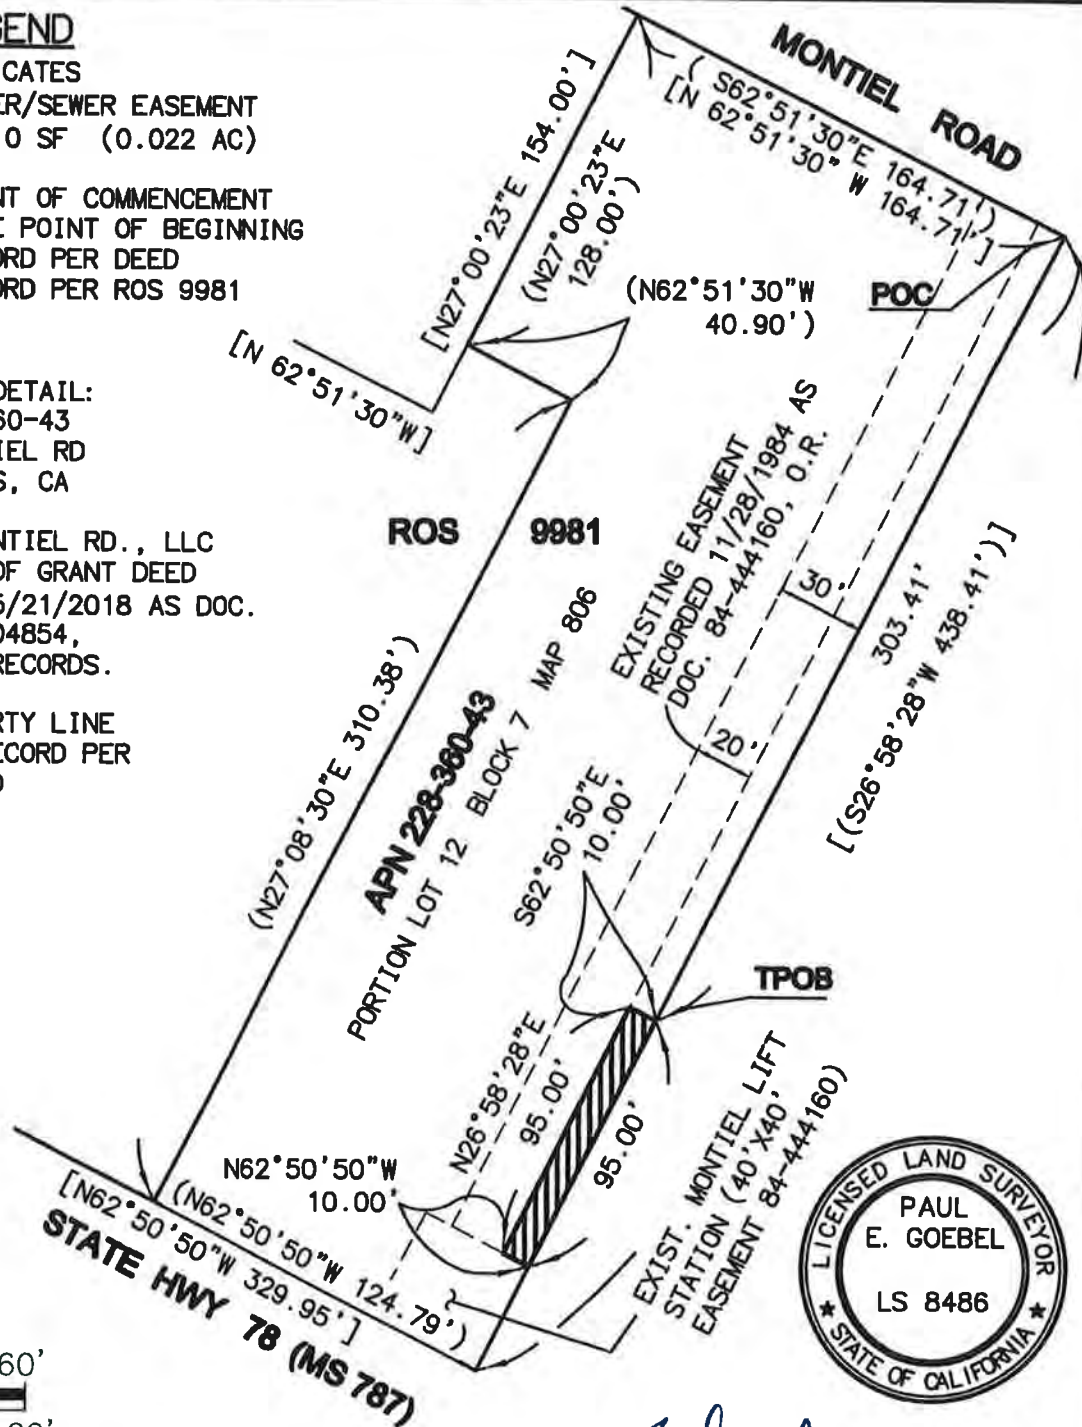 GEND
CATES
ER/SEWER EASEMENT
0 SF (0.022 AC)
NT OF COMMENCEMENT
E POINT OF BEGINNING
ORD PER DEED
ORD PER ROS 9981
DETAIL:
60-43
IEL RD
S, CA
NTIEL RD., LLC
OF GRANT DEED
6/21/2018 AS DOC.
04854,
RECORDS.
RTY LINE
ECORD PER
MONTIEL ROAD
( S62°51'30"E 164.71')
[N 62°51'30" W 164.71']
[N27°00'23"E 154.00']
(N27°00'23"E
128.00')
(N62°51'30"W
40.90')
POC
[N 62°51'30"W]
ROS 9981
EXISTING EASEMENT
RECORDED 11/28/1984 AS
DOC. 84-444160, O.R.
30'
20'
303.41'
[(S26°58'28"W 438.41')]
(N27°08'30"E 310.38')
APN 228-360-43
PORTION LOT 12 BLOCK 7 MAP 806
S62°50'50"E
10.00'
TPOB
N26°58'28"E
95.00'
95.00'
N62°50'50"W
10.00'
EXIST. MONTIEL LIFT
STATION (40'X40',
EASEMENT 84-444160)
(N62°50'50"W 124.79')
[N62°50'50"W 329.95']
STATE HWY 78 (MS 787)
LICENSED LAND SURVEYOR
PAUL
E. GOEBEL
LS 8486
STATE OF CALIFORNIA
60'